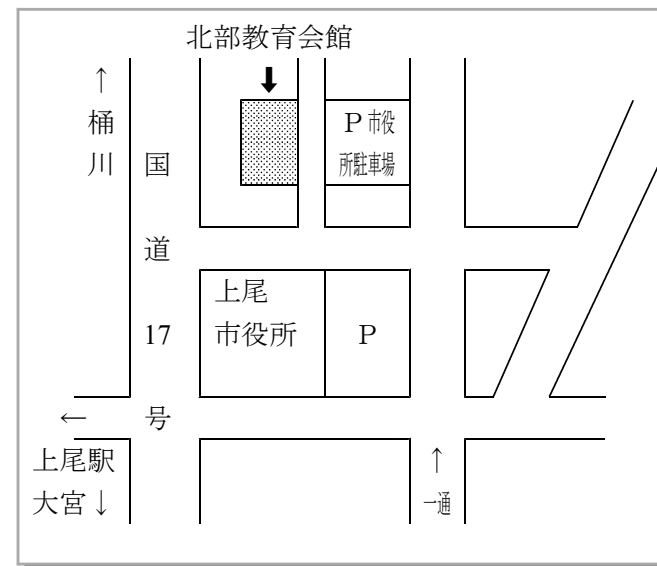 北部教育会館
↑
桶
川
国
道
17
号
P 市役
所駐車場
上尾
市役所
P
←
上尾駅
大宮↓
↑
一通